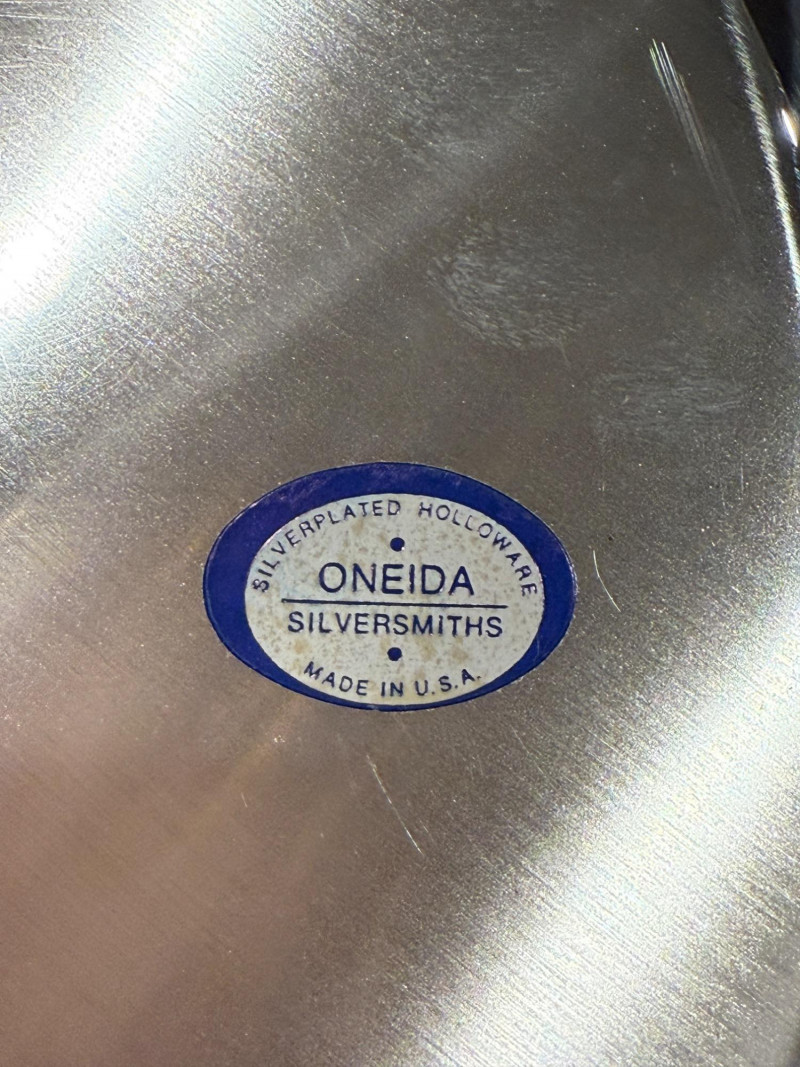 SILVERPLATED HOLLOWARE
ONEIDA
SILVERSMITHS
MADE IN U.S.A.